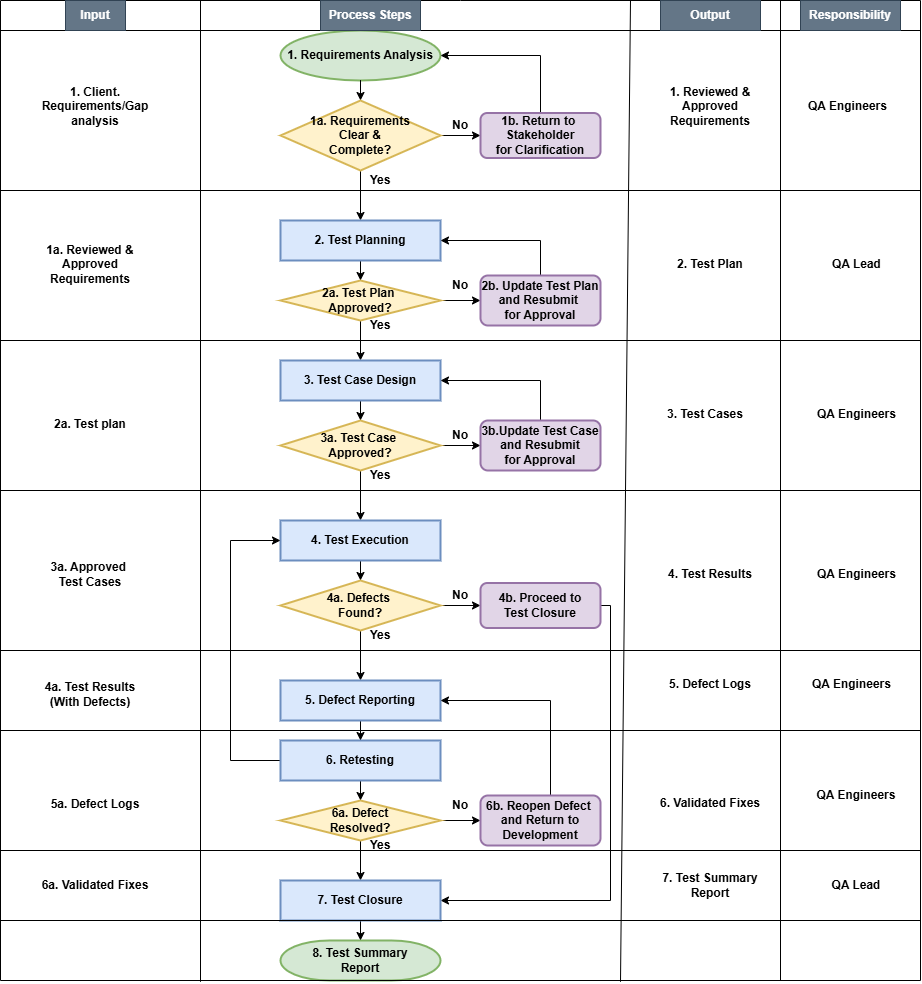 Input
Process Steps
Output
Responsibility
1. Client.
Requirements/Gap
analysis
1. Requirements Analysis
1a. Requirements
Clear &
Complete?
No
1b. Return to
Stakeholder
for Clarification
Yes
1. Reviewed &
Approved
Requirements
QA Engineers
1a. Reviewed &
Approved
Requirements
2. Test Planning
2a. Test Plan
Approved?
No
2b. Update Test Plan
and Resubmit
for Approval
Yes
2. Test Plan
QA Lead
2a. Test plan
3. Test Case Design
3a. Test Case
Approved?
No
3b.Update Test Case
and Resubmit
for Approval
Yes
3. Test Cases
QA Engineers
3a. Approved
Test Cases
4. Test Execution
4a. Defects
Found?
No
4b. Proceed to
Test Closure
Yes
4. Test Results
QA Engineers
4a. Test Results
(With Defects)
5. Defect Reporting
5. Defect Logs
QA Engineers
5a. Defect Logs
6. Retesting
6a. Defect
Resolved?
No
6b. Reopen Defect
and Return to
Development
Yes
6. Validated Fixes
QA Engineers
6a. Validated Fixes
7. Test Closure
7. Test Summary
Report
QA Lead
8. Test Summary
Report